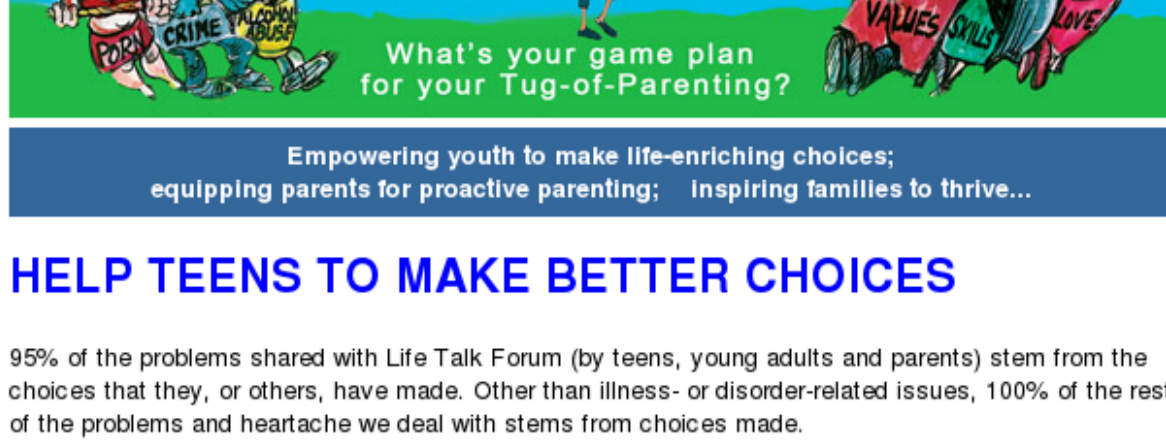 PORN CRIME ALCOHOL ABUSE VALUES SKILLS LOVE
What's your game plan
for your Tug-of-Parenting?
Empowering youth to make life-enriching choices;
equipping parents for proactive parenting; inspiring families to thrive...
HELP TEENS TO MAKE BETTER CHOICES
95% of the problems shared with Life Talk Forum (by teens, young adults and parents) stem from the
choices that they, or others, have made. Other than illness- or disorder-related issues, 100% of the rest
of the problems and heartache we deal with stems from choices made.